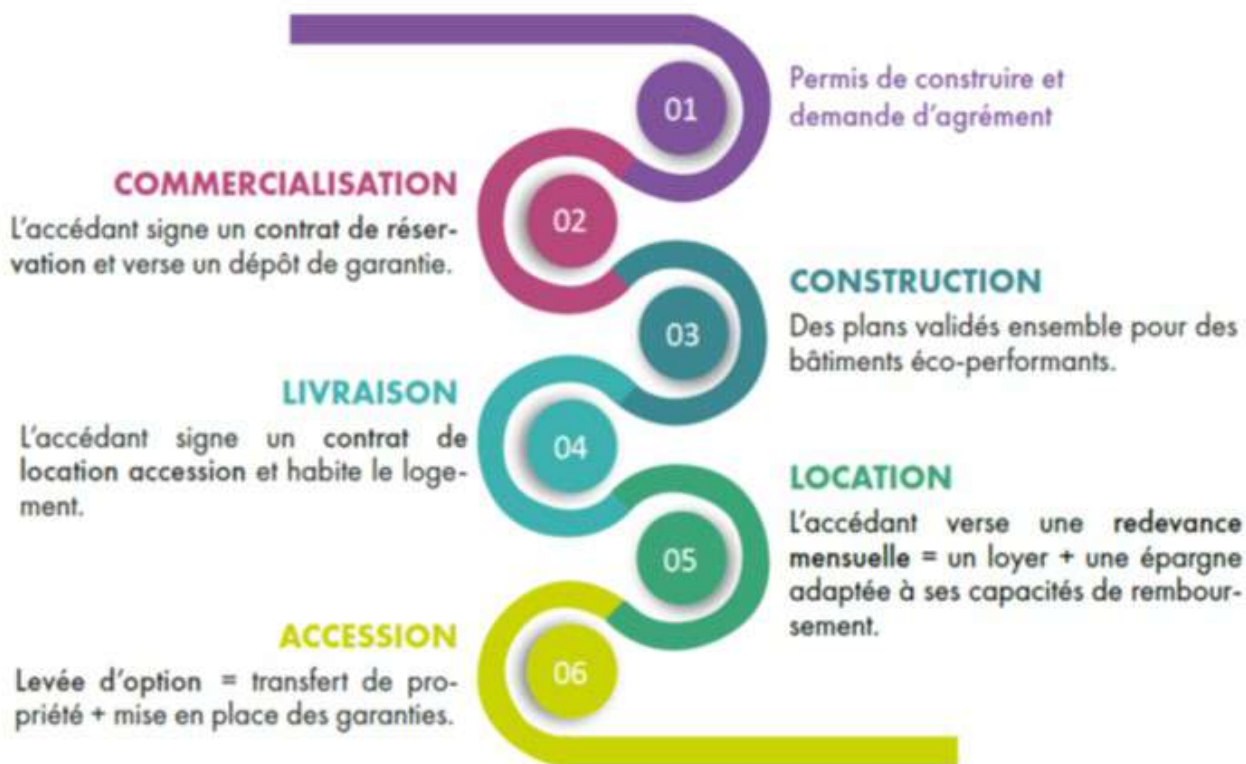 01
Permis de construire et
demande d'agrément
COMMERCIALISATION
L'accédant signe un contrat de réser-
vation et verse un dépôt de garantie.
02
CONSTRUCTION
Des plans validés ensemble pour des
bâtiments éco-performants.
03
LIVRAISON
L'accédant signe un contrat de
location accession et habite le loge-
ment.
04
LOCATION
L'accédant verse une redevance
mensuelle = un loyer + une épargne
adaptée à ses capacités de rembour-
sement.
05
ACCESSION
Levée d'option = transfert de pro-
priété + mise en place des garanties.
06